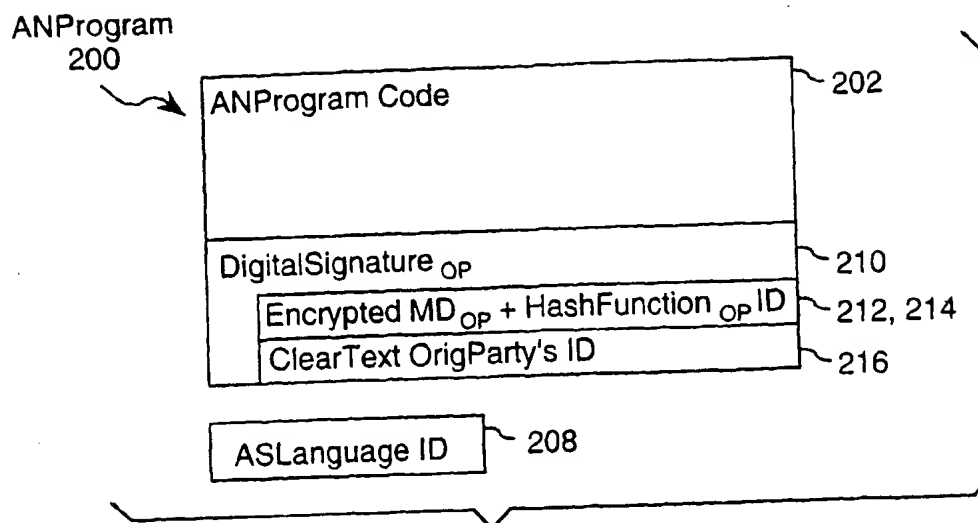 ANProgram
200
ANProgram Code
202
DigitalSignature OP
210
Encrypted MD OP + HashFunction OP ID
212, 214
ClearText OrigParty's ID
216
ASLanguage ID
208